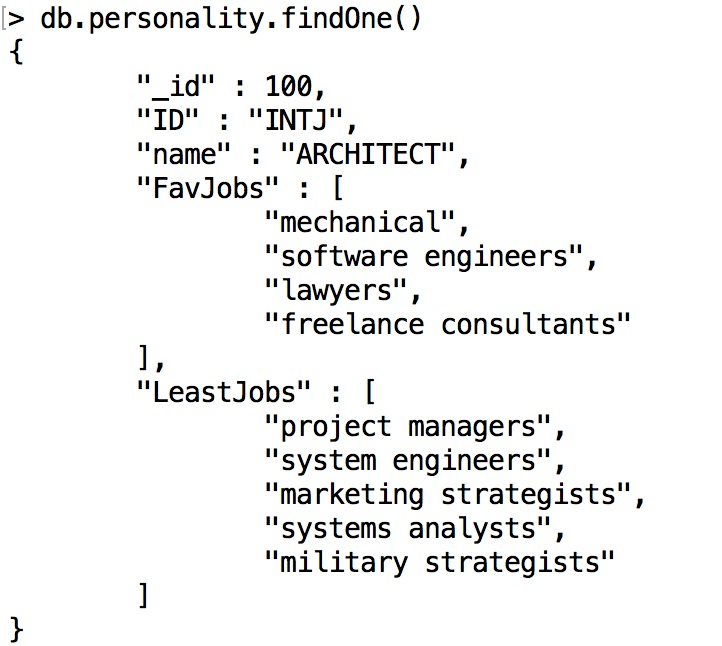 [> db.personality.findOne()
{
        "_id" : 100,
        "ID" : "INTJ",
        "name" : "ARCHITECT",
        "FavJobs" : [
                "mechanical",
                "software engineers",
                "lawyers",
                "freelance consultants"
        ],
        "LeastJobs" : [
                "project managers",
                "system engineers",
                "marketing strategists",
                "systems analysts",
                "military strategists"
        ]
}